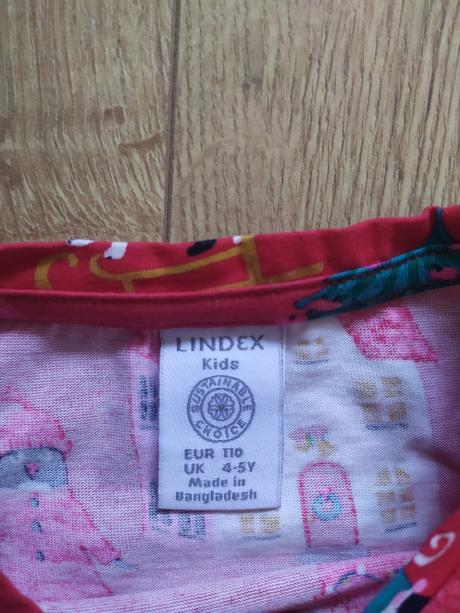 LINDEX
Kids
SUSTAINABLE
CHOICE
EUR 110
UK 4-5Y
Made in
Bangladesh